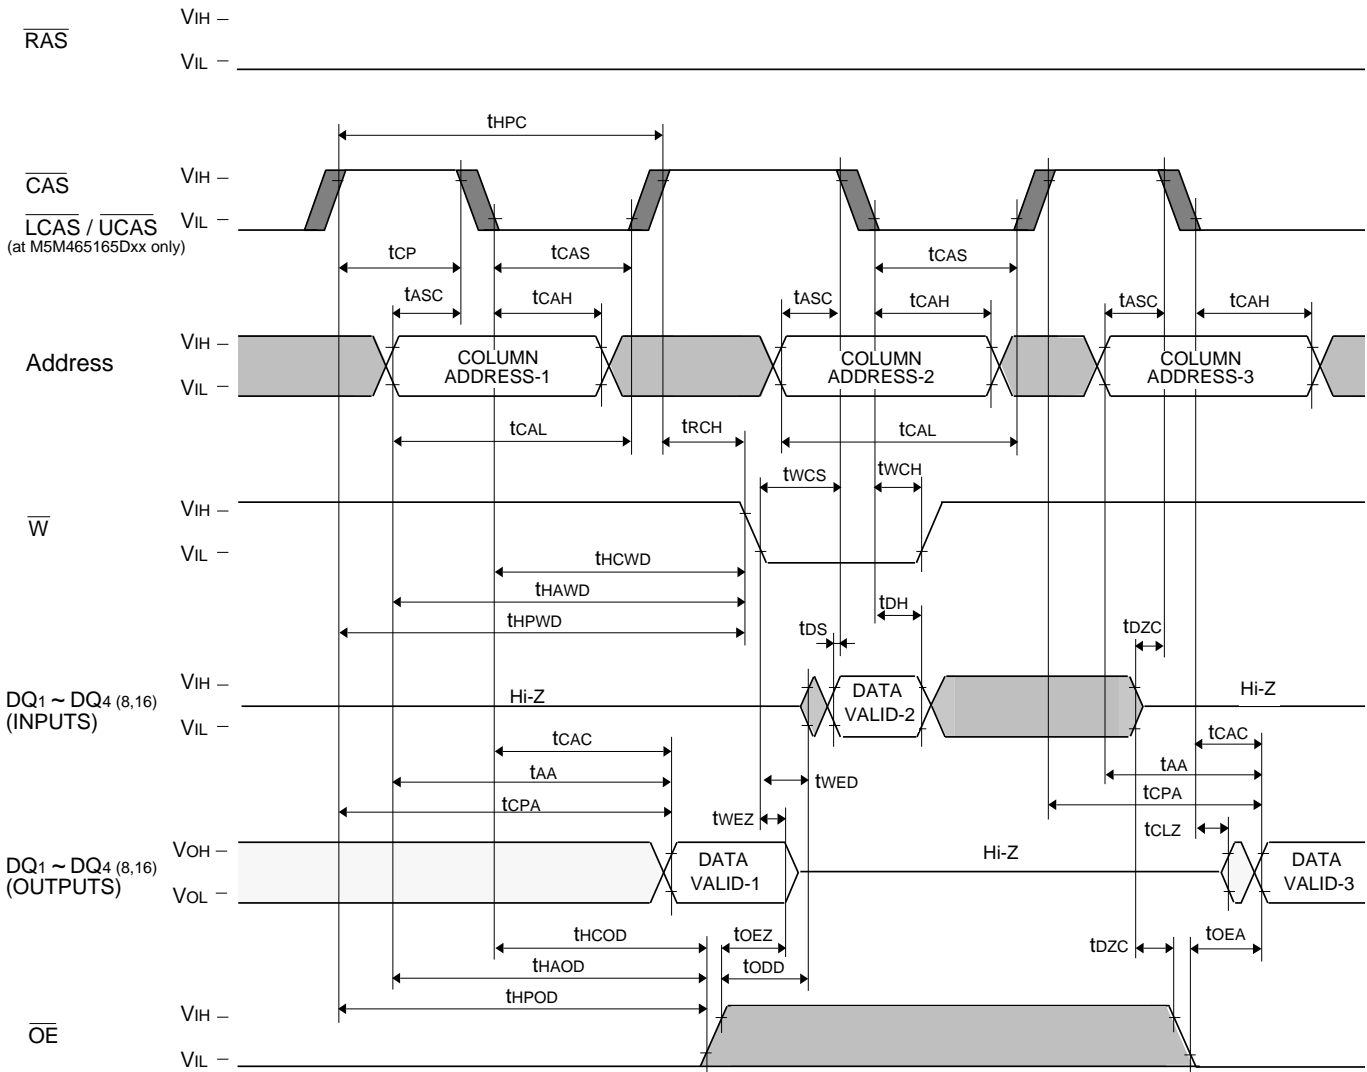 VIH
RAS
VIL
tHPC
CAS
VIH
LCAS / UCAS
VIL
(at M5M465165Dxx only)
tCP
tCAS
tCAS
tASC
tCAH
tASC
tCAH
tASC
tCAH
Address
VIH
VIL
COLUMN
ADDRESS-1
COLUMN
ADDRESS-2
COLUMN
ADDRESS-3
tCAL
tRCH
tCAL
tWCS
tWCH
W
VIH
VIL
tHCWD
tHAWD
tHPWD
tDH
tDS
tDZC
DQ1 ~ DQ4 (8,16)
(INPUTS)
VIH
VIL
Hi-Z
DATA
VALID-2
Hi-Z
tCAC
tAA
tCPA
tWED
tWEZ
tCAC
tAA
tCPA
tCLZ
DQ1 ~ DQ4 (8,16)
(OUTPUTS)
VOH
VOL
DATA
VALID-1
Hi-Z
DATA
VALID-3
tHCOD
tOEZ
tDZC
tOEA
tHAOD
tODD
tHPOD
OE
VIH
VIL